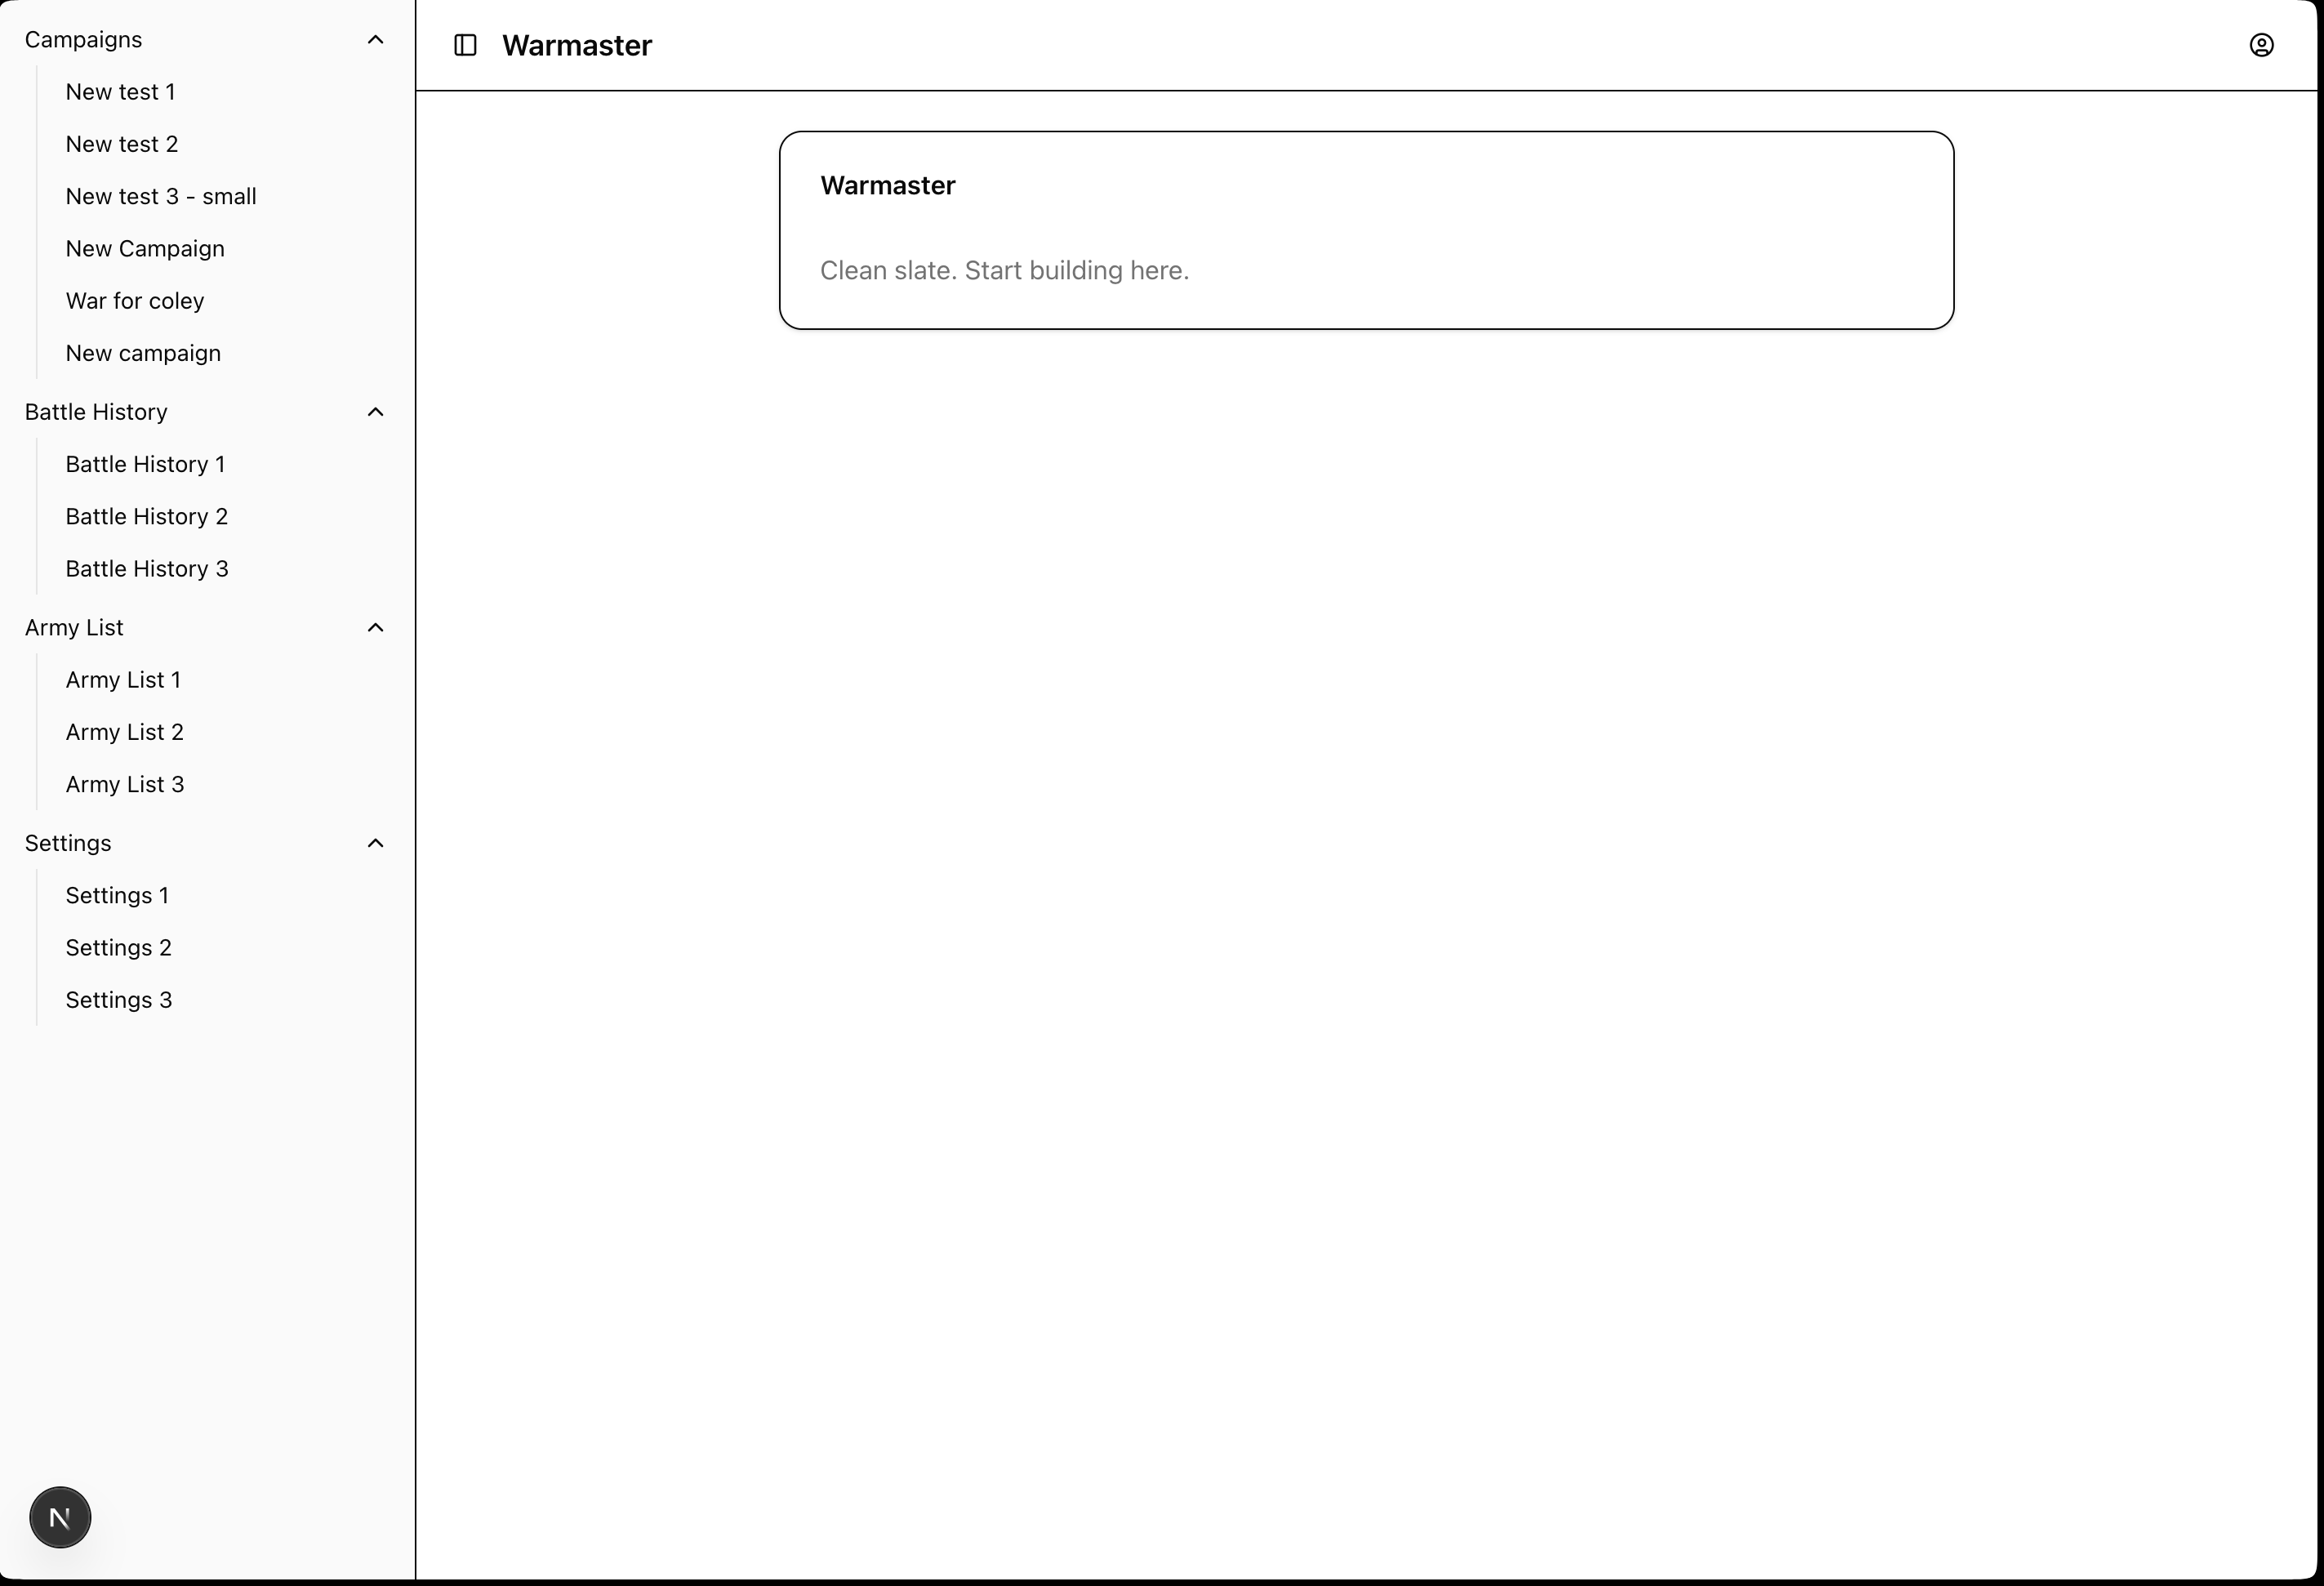 Campaigns
New test 1
New test 2
New test 3 - small
New Campaign
War for coley
New campaign
Battle History
Battle History 1
Battle History 2
Battle History 3
Army List
Army List 1
Army List 2
Army List 3
Settings
Settings 1
Settings 2
Settings 3
N
Warmaster
Warmaster
Clean slate. Start building here.